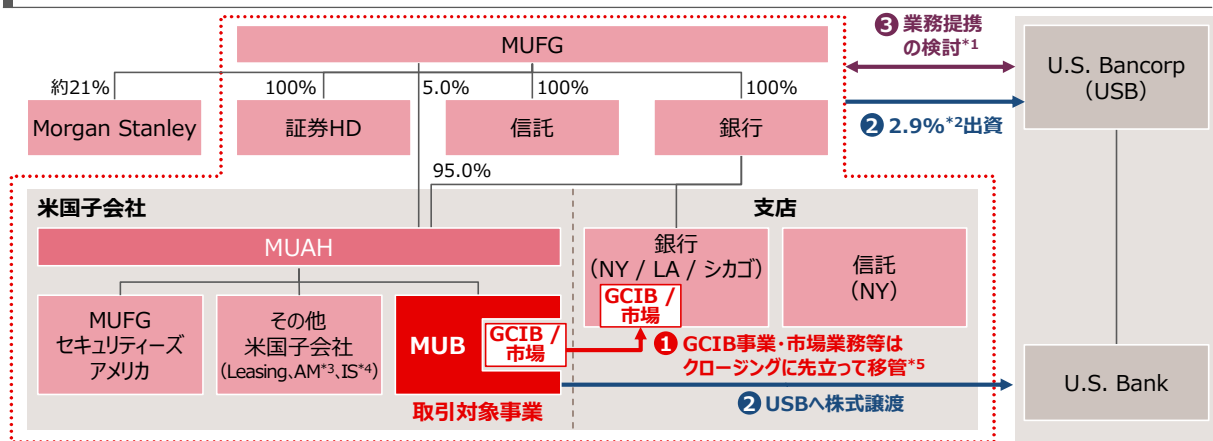 MUFG
❸業務提携
の検討*1
U.S. Bancorp
（USB）
約21%
100%
5.0%
100%
100%
Morgan Stanley
証券HD
信託
銀行
❷2.9%*2出資
95.0%
米国子会社
支店
MUAH
銀行
（NY / LA / シカゴ）
信託
（NY）
GCIB /
市場
MUFG
セキュリティーズ
アメリカ
その他
米国子会社
(Leasing、AM*3、IS*4)
MUB
GCIB /
市場
❶GCIB事業・市場業務等は
クロージングに先立って移管*5
U.S. Bank
取引対象事業
❷USBへ株式譲渡